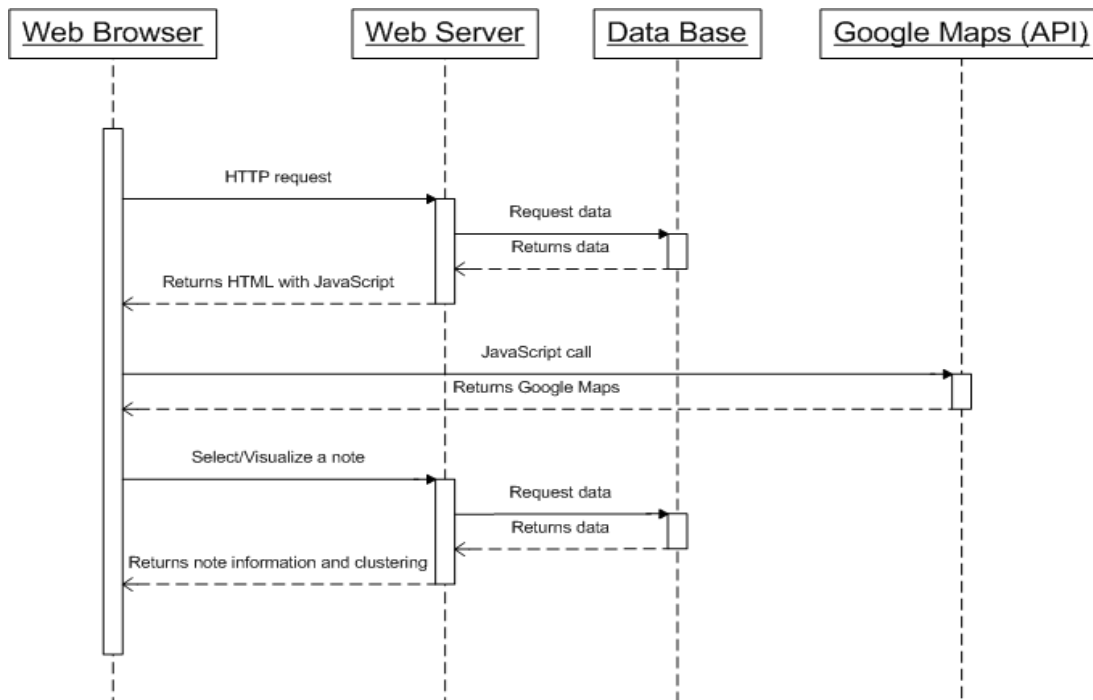 Web Browser
Web Server
Data Base
Google Maps (API)
HTTP request
Request data
Returns data
Returns HTML with JavaScript
JavaScript call
Returns Google Maps
Select/Visualize a note
Request data
Returns data
Returns note information and clustering